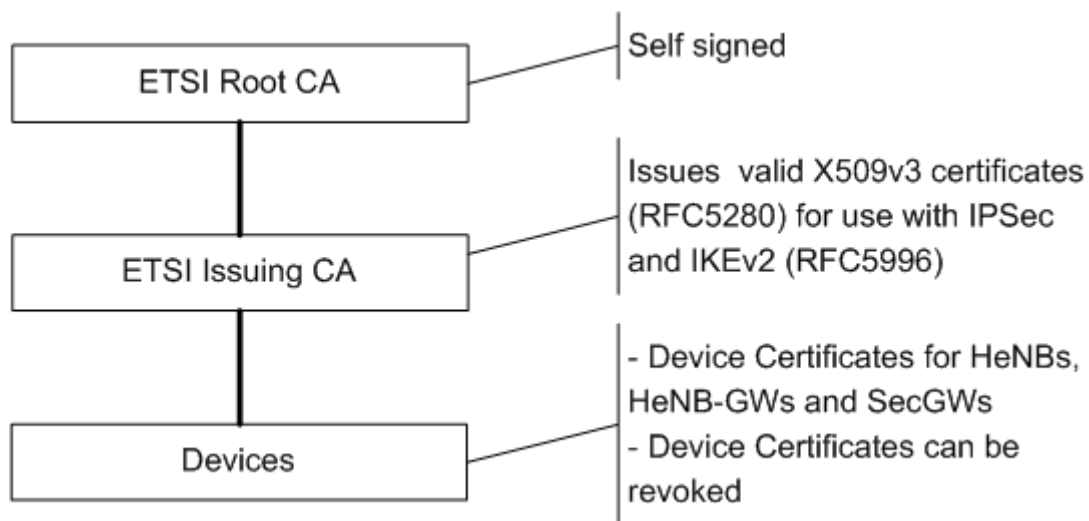 ETSI Root CA
Self signed
ETSI Issuing CA
Issues valid X509v3 certificates
(RFC5280) for use with IPSec
and IKEv2 (RFC5996)
Devices
- Device Certificates for HeNBs,
HeNB-GWs and SecGWs
- Device Certificates can be
revoked